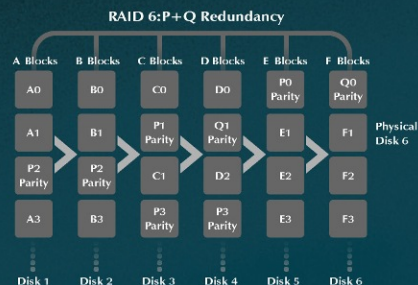 RAID 6:P+Q Redundancy
A Blocks B Blocks C Blocks D Blocks E Blocks F Blocks
A0 B0 C0 D0 P0 Parity Q0 Parity
A1 B1 P1 Parity Q1 Parity E1 F1 Physical Disk 6
P2 Parity P2 Parity C1 D2 E2 F2
A3 B3 P3 Parity P3 Parity E3 F3
Disk 1 Disk 2 Disk 3 Disk 4 Disk 5 Disk 6